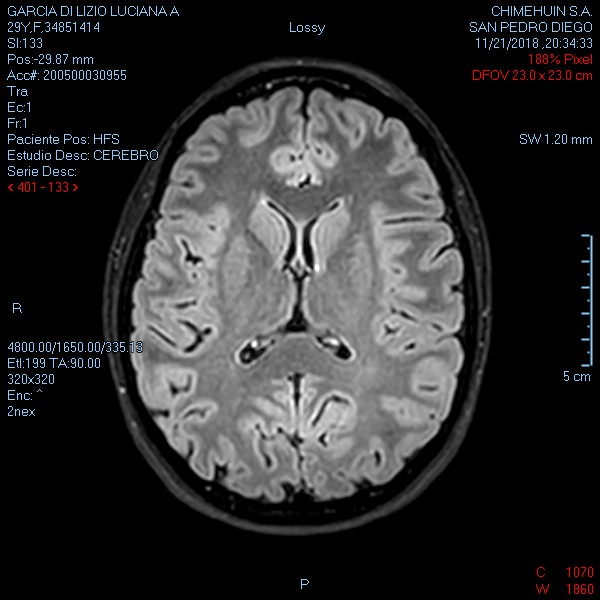 GARCIA DI LIZIO LUCIANA A
29Y,F,34851414
Sl:133
Pos:-29.87 mm
Acc#: 200500030955
Tra
Ec:1
Fr:1
Paciente Pos: HFS
Estudio Desc: CEREBRO
Serie Desc:
< 401 - 133 >
Lossy
CHIMEHUIN S.A.
SAN PEDRO DIEGO
11/21/2018 ,20:34:33
188% Pixel
DFOV 23.0 x 23.0 cm
SW 1.20 mm
R
4800.00/1650.00/335.13
Etl:199 TA:90.00
320x320
Enc: ^
2nex
5 cm
P
C 1070
W 1860